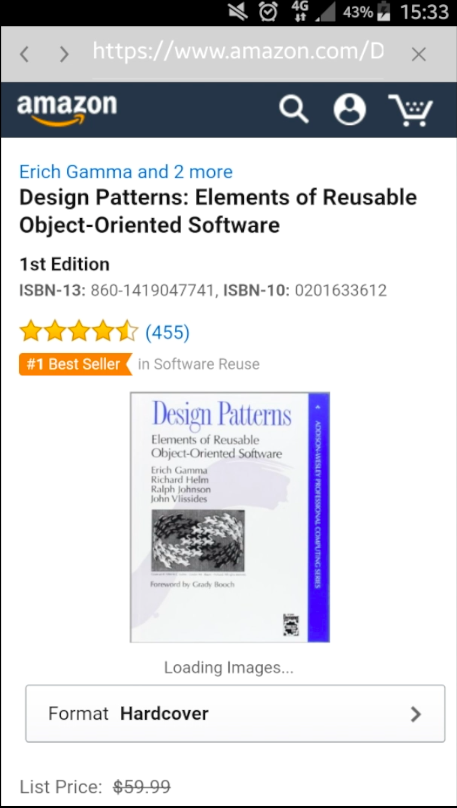 4G 43% 15:33
https://www.amazon.com/D
amazon
Erich Gamma and 2 more
Design Patterns: Elements of Reusable
Object-Oriented Software
1st Edition
ISBN-13: 860-1419047741, ISBN-10: 0201633612
(455)
#1 Best Seller in Software Reuse
Design Patterns
Elements of Reusable
Object-Oriented Software
Erich Gamma
Richard Helm
Ralph Johnson
John Vlissides
Foreword by Grady Booch
ADDISON-WESLEY PROFESSIONAL COMPUTING SERIES
Loading Images...
Format Hardcover
List Price: $59.99